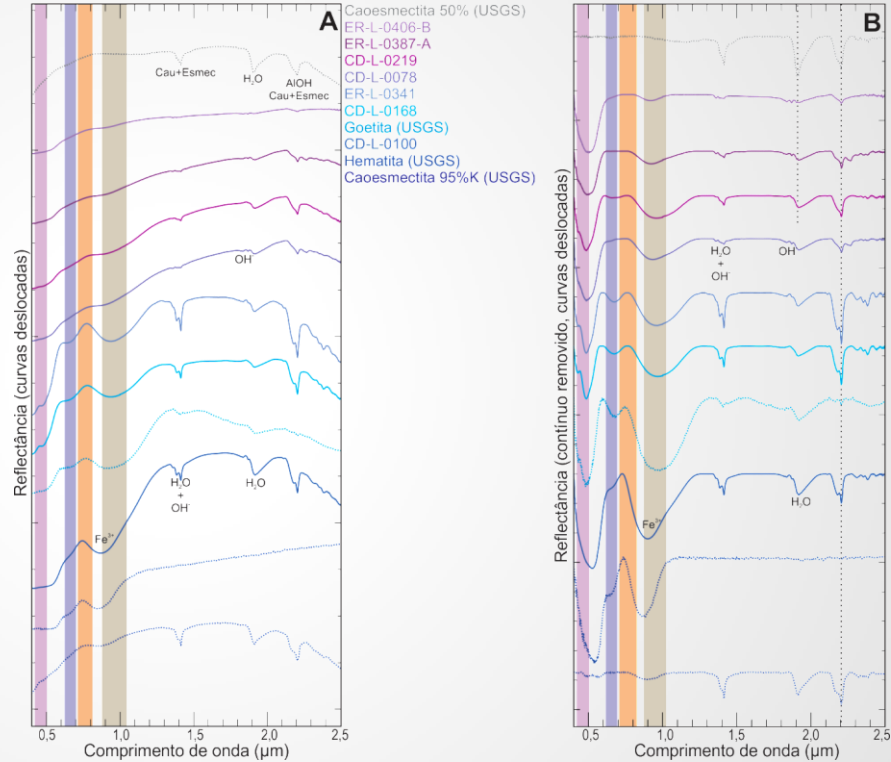 A
Caoesmectita 50% (USGS)
ER-L-0406-B
ER-L-0387-A
CD-L-0219
CD-L-0078
ER-L-0341
CD-L-0168
Goetita (USGS)
CD-L-0100
Hematita (USGS)
Caoesmectita 95%K (USGS)
Cau+Esmec
H₂O
AlOH
Cau+Esmec
OH
H₂O
+
OH⁻
H₂O
Fe³⁺
Reflectância (curvas deslocadas)
0,5
1,0
1,5
2,0
2,5
Comprimento de onda (µm)
B
H₂O
+
OH⁻
OH
Fe³⁺
H₂O
Reflectância (contínuo removido, curvas deslocadas)
0,5
1,0
1,5
2,0
2,5
Comprimento de onda (µm)